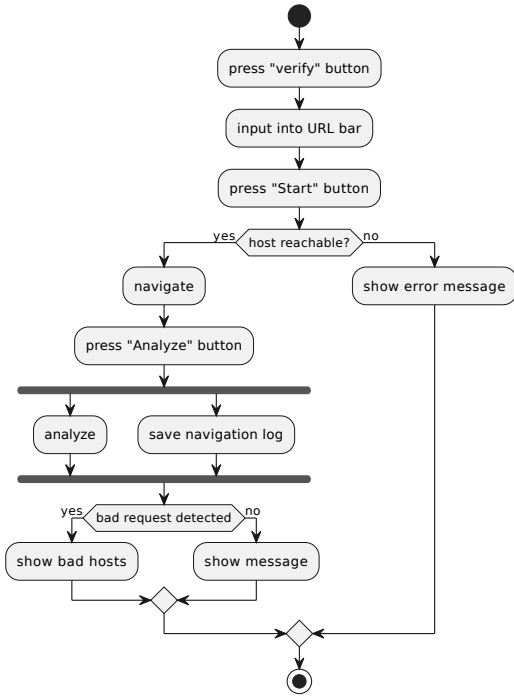 press "verify" button
input into URL bar
press "Start" button
yes
host reachable?
no
navigate
show error message
press "Analyze" button
analyze
save navigation log
yes
bad request detected
no
show bad hosts
show message